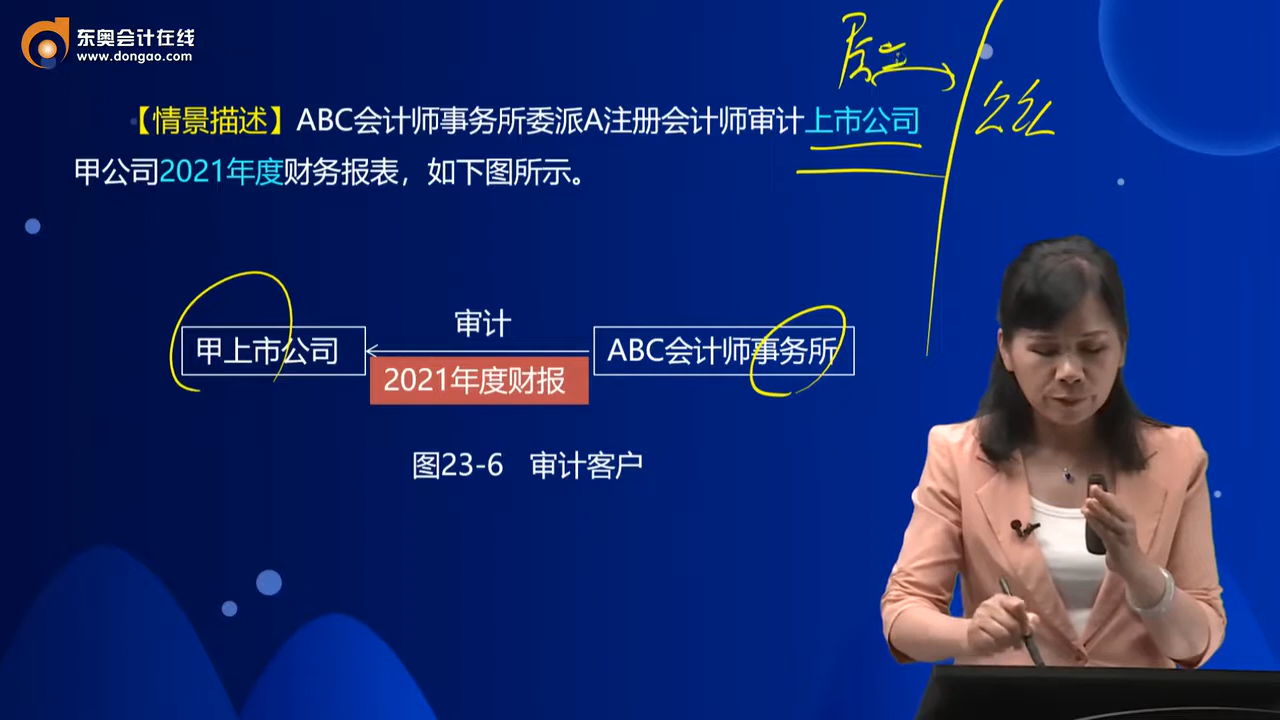 东奥会计在线
www.dongao.com
【情景描述】ABC会计师事务所委派A注册会计师审计上市公司
甲公司2021年度财务报表，如下图所示。
审计
甲上市公司
ABC会计师事务所
2021年度财报
图23-6 审计客户